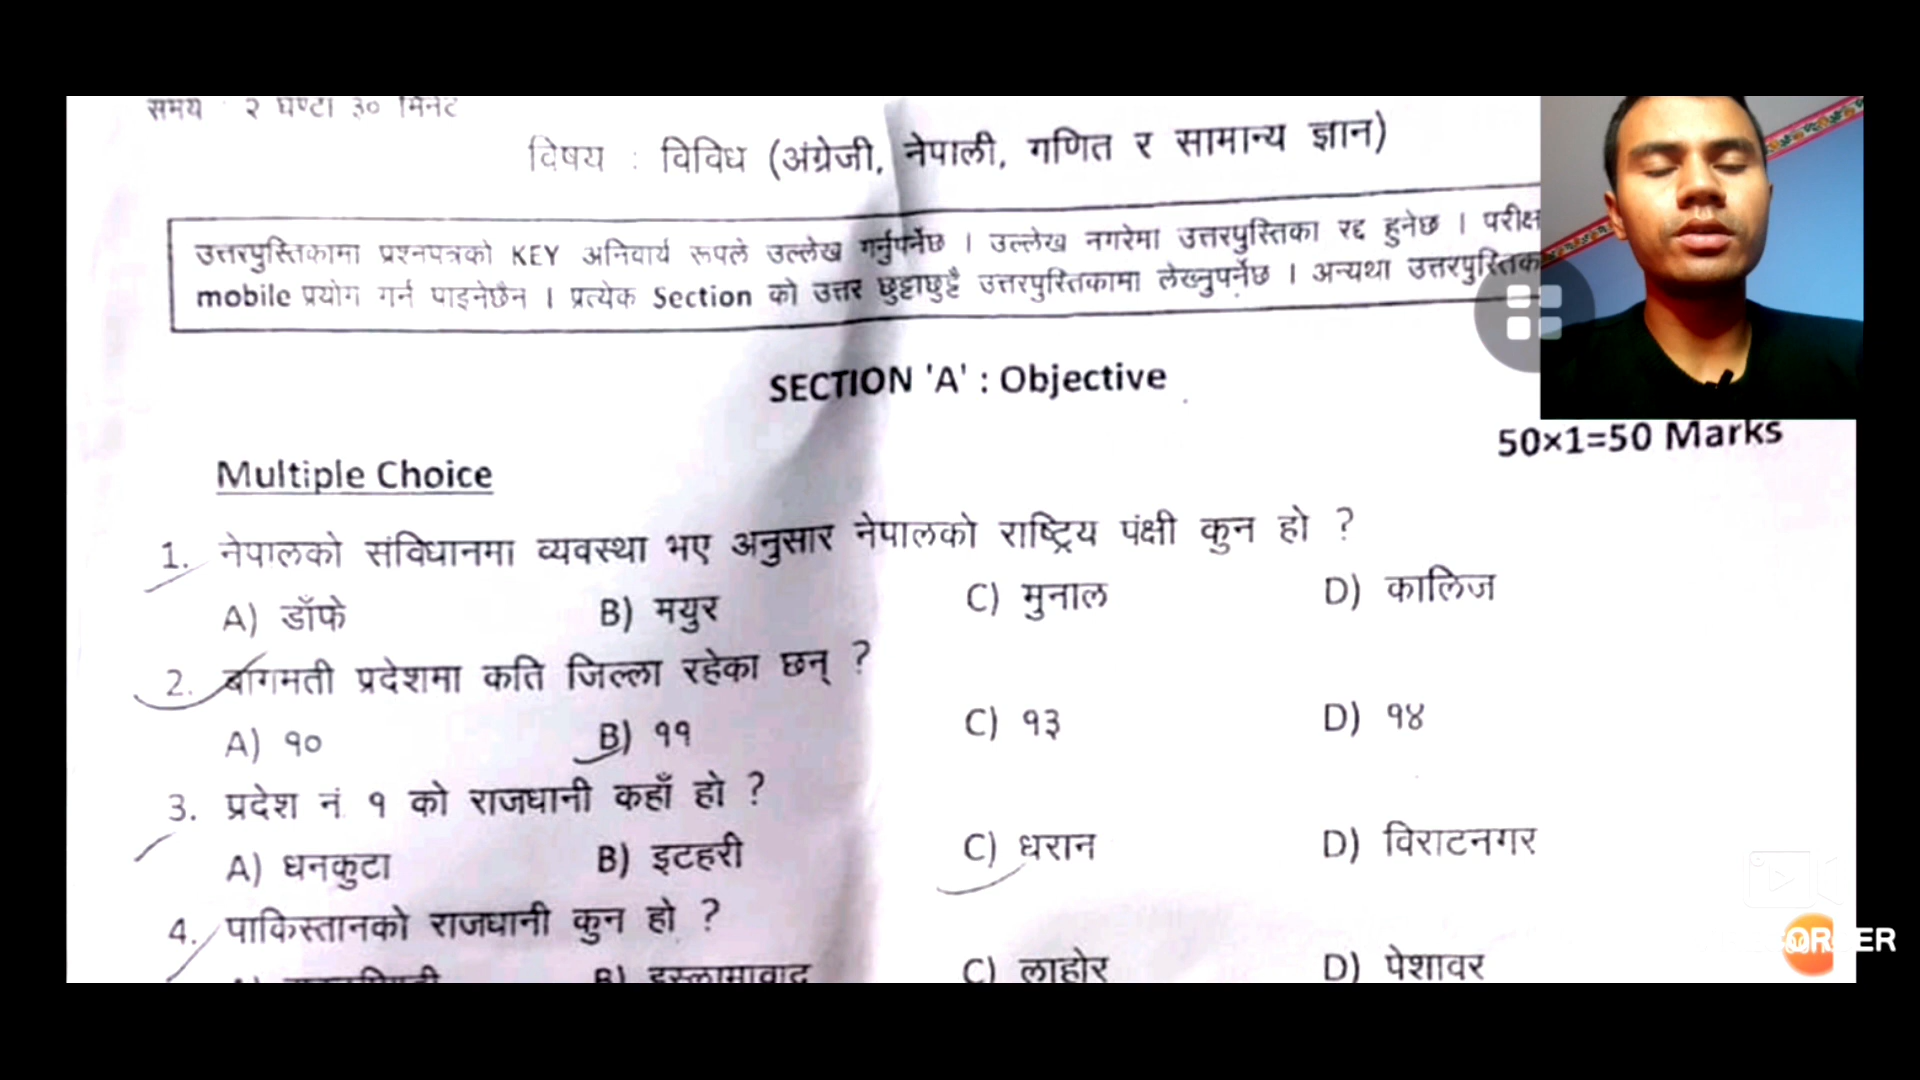 समय : २ घण्टा ३० मिनेट
विषय : विविध (अंग्रेजी, नेपाली, गणित र सामान्य ज्ञान)
उत्तरपुस्तिकामा प्रश्नपत्रको KEY अनिवार्य रूपले उल्लेख गर्नुपर्नेछ । उल्लेख नगरेमा उत्तरपुस्तिका रद्द हुनेछ ।
mobile प्रयोग गर्न पाइनेछैन । प्रत्येक Section को उत्तर छुट्टाछुट्टै उत्तरपुस्तिकामा लेख्नुपर्नेछ । अन्यथा
SECTION 'A' : Objective
50×1=50 Marks
Multiple Choice
1. नेपालको संविधानमा व्यवस्था भए अनुसार नेपालको राष्ट्रिय पंक्षी कुन हो ?
A) डाँफे B) मयुर C) मुनाल D) कालिज
2. बागमती प्रदेशमा कति जिल्ला रहेका छन् ?
A) १० B) ११ C) १३ D) १४
3. प्रदेश नं १ को राजधानी कहाँ हो ?
A) धनकुटा B) इटहरी C) धरान D) विराटनगर
4. पाकिस्तानको राजधानी कुन हो ?
B) इस्लामावाद C) लाहोर D) पेशावर